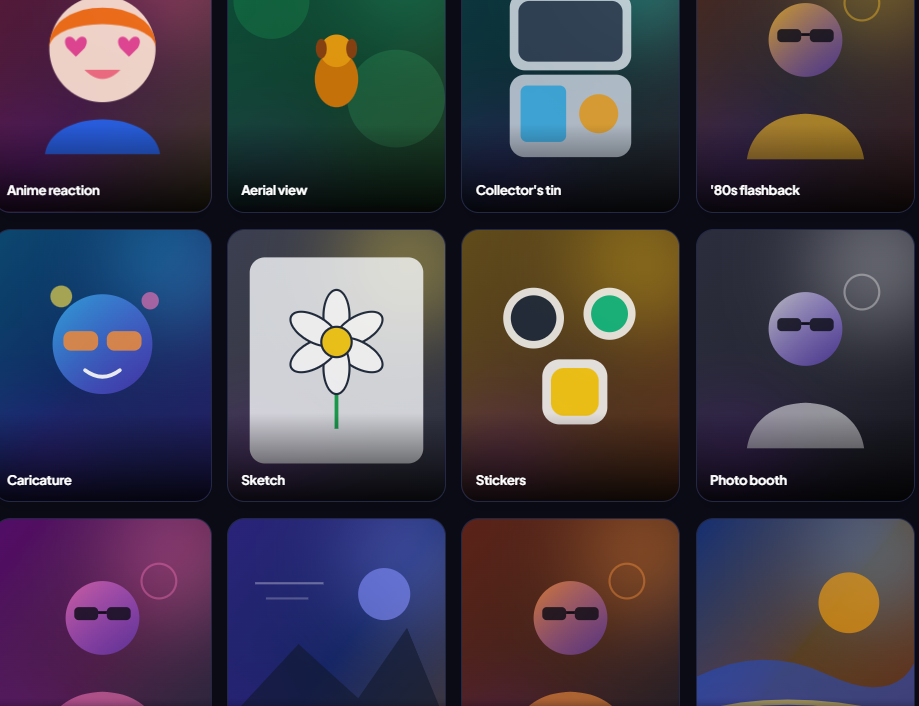 Anime reaction
Aerial view
Collector's tin
'80s flashback
Caricature
Sketch
Stickers
Photo booth